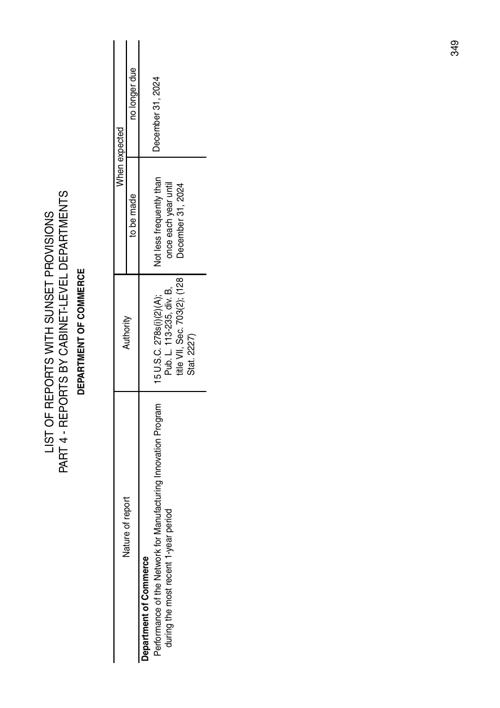 LIST OF REPORTS WITH SUNSET PROVISIONS
PART 4 - REPORTS BY CABINET-LEVEL DEPARTMENTS
DEPARTMENT OF COMMERCE
Nature of report
Authority
When expected
to be made
no longer due
Department of Commerce
Performance of the Network for Manufacturing Innovation Program
during the most recent 1-year period
15 U.S.C. 278s(i)(2)(A);
Pub. L. 113-235, div. B,
title VII, Sec. 703(2); (128
Stat. 2227)
Not less frequently than
once each year until
December 31, 2024
December 31, 2024
349